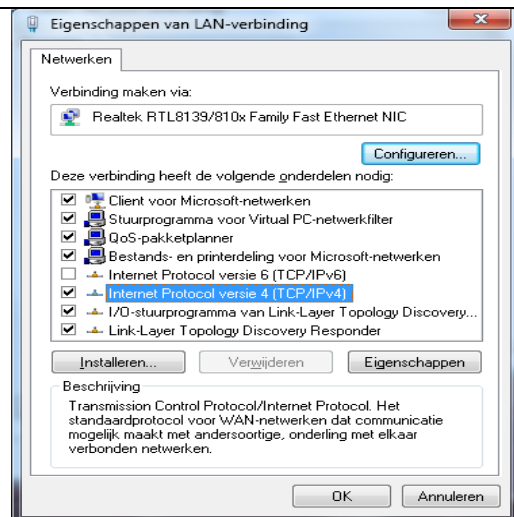 Eigenschappen van LAN-verbinding
Netwerken
Verbinding maken via:
Realtek RTL8139/810x Family Fast Ethernet NIC
Configureren...
Deze verbinding heeft de volgende onderdelen nodig:
Client voor Microsoft-netwerken
Stuurprogramma voor Virtual PC-netwerkfilter
QoS-pakketplanner
Bestands- en printerdeling voor Microsoft-netwerken
Internet Protocol versie 6 (TCP/IPv6)
Internet Protocol versie 4 (TCP/IPv4)
I/O-stuurprogramma van Link-Layer Topology Discovery...
Link-Layer Topology Discovery Responder
Installeren... Verwijderen Eigenschappen
Beschrijving
Transmission Control Protocol/Internet Protocol. Het
standaardprotocol voor WAN-netwerken dat communicatie
mogelijk maakt met andersoortige, onderling met elkaar
verbonden netwerken.
OK Annuleren